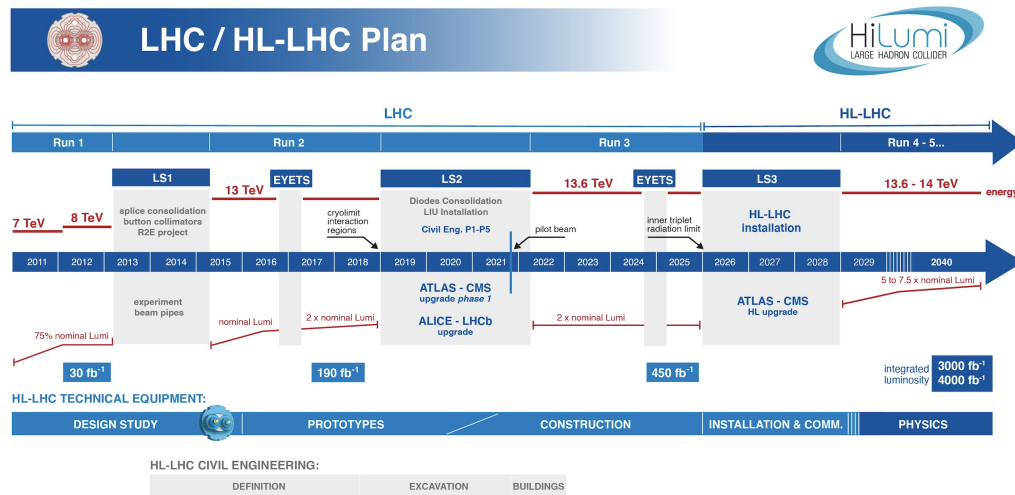 LHC / HL-LHC Plan
HiLumi
LARGE HADRON COLLIDER
LHC
HL-LHC
Run 1
Run 2
Run 3
Run 4 - 5...
LS1
EYETS
LS2
EYETS
LS3
13 TeV
13.6 TeV
13.6 - 14 TeV
energy
7 TeV
8 TeV
splice consolidation
button collimators
R2E project
cryolimit
interaction
regions
Diodes Consolidation
LIU Installation
Civil Eng. P1-P5
pilot beam
inner triplet
radiation limit
HL-LHC
installation
2011
2012
2013
2014
2015
2016
2017
2018
2019
2020
2021
2022
2023
2024
2025
2026
2027
2028
2029
2040
5 to 7.5 x nominal Lumi
experiment
beam pipes
ATLAS - CMS
upgrade phase 1
ALICE - LHCb
upgrade
ATLAS - CMS
HL upgrade
75% nominal Lumi
nominal Lumi
2 x nominal Lumi
2 x nominal Lumi
30 fb⁻¹
190 fb⁻¹
450 fb⁻¹
integrated
luminosity
3000 fb⁻¹
4000 fb⁻¹
HL-LHC TECHNICAL EQUIPMENT:
DESIGN STUDY
PROTOTYPES
CONSTRUCTION
INSTALLATION & COMM.
PHYSICS
HL-LHC CIVIL ENGINEERING:
DEFINITION
EXCAVATION
BUILDINGS